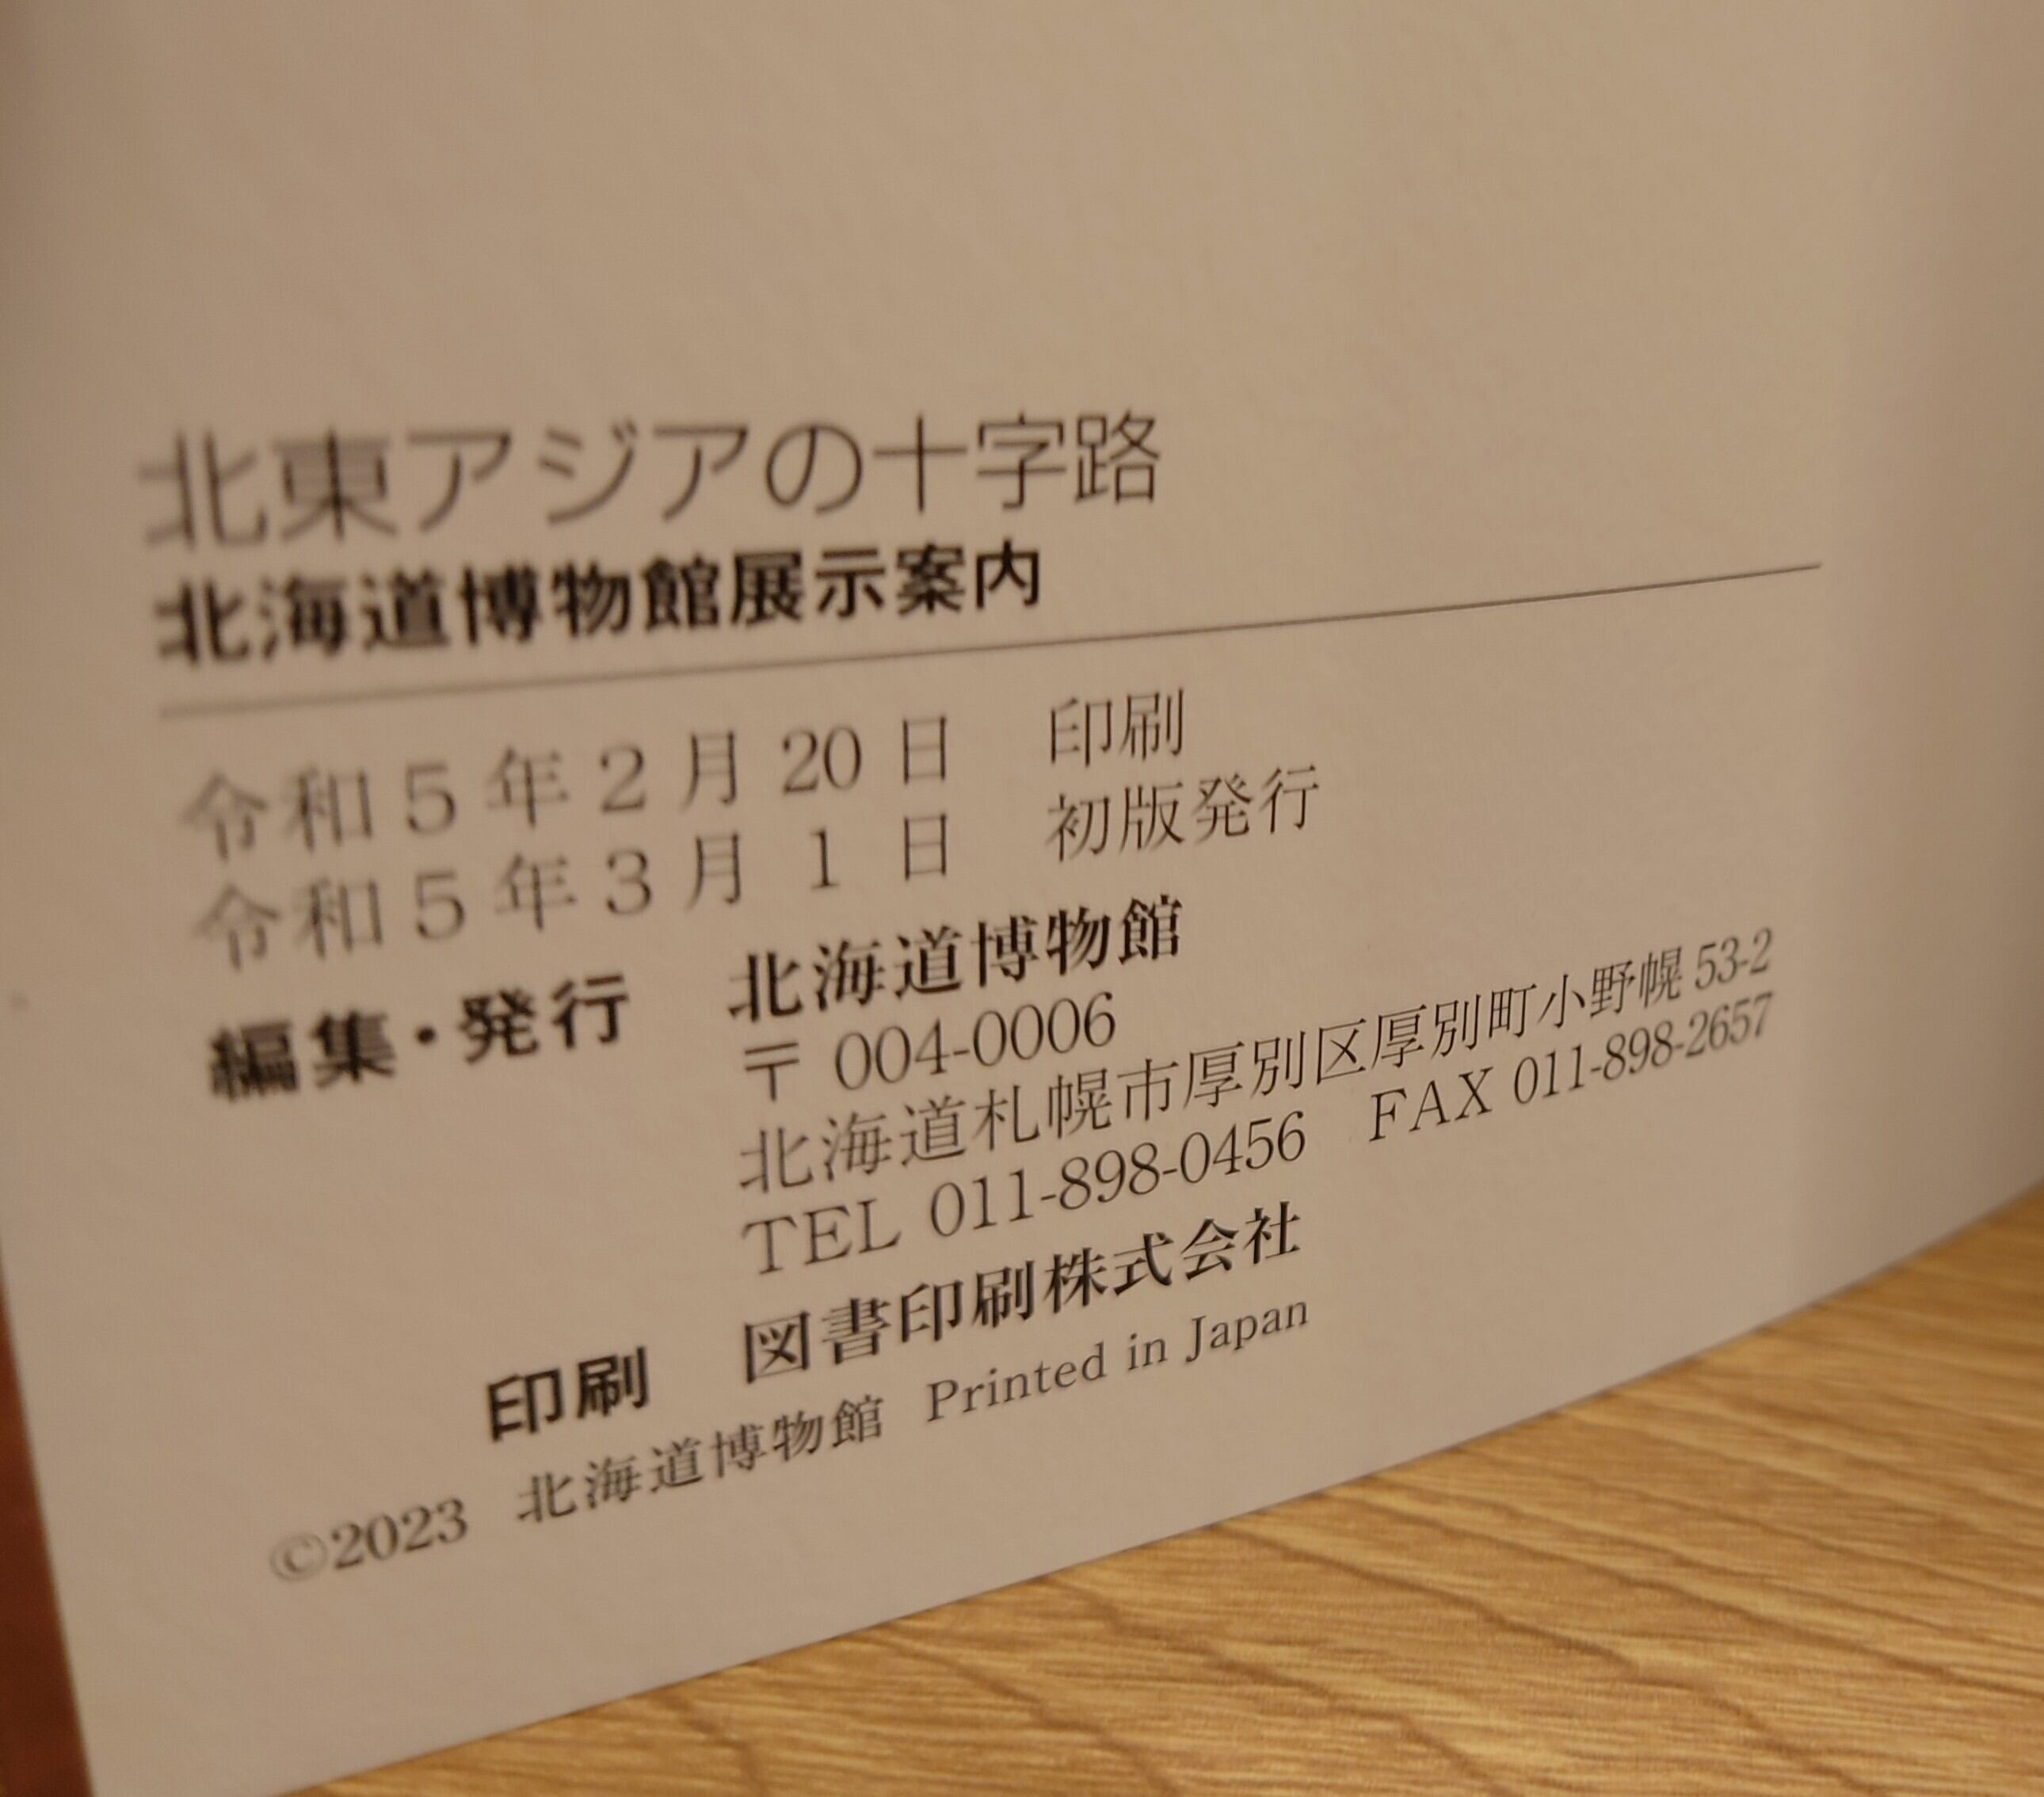 北東アジアの十字路
北海道博物館展示案内
令和5年2月20日　印刷
令和5年3月1日　初版発行
編集・発行　北海道博物館
〒 004-0006
北海道札幌市厚別区厚別町小野幌 53-2
TEL 011-898-0456　FAX 011-898-2657
印刷　図書印刷株式会社
©2023　北海道博物館　Printed in Japan